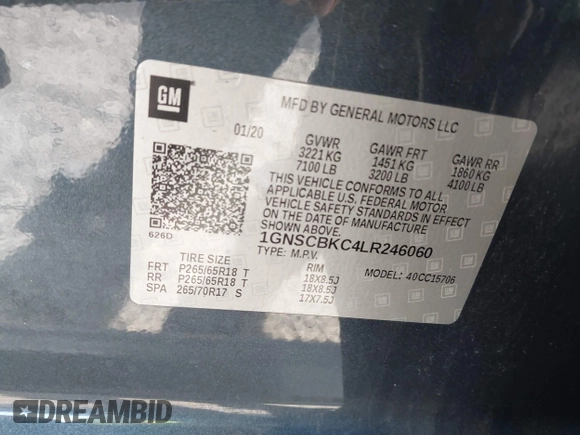 GM
MFD BY GENERAL MOTORS LLC
01/20
GVWR GAWR FRT GAWR RR
3221 KG 1451 KG 1860 KG
7100 LB 3200 LB 4100 LB
THIS VEHICLE CONFORMS TO ALL
APPLICABLE U.S. FEDERAL MOTOR
VEHICLE SAFETY STANDARDS IN EFFECT
ON THE DATE OF MANUFACTURE
SHOWN ABOVE.
1GNSCBKC4LR246060
626D
TYPE: M.P.V. MODEL: 40CC15706
TIRE SIZE RIM
FRT P265/65R18 T 18X8.5J
RR P265/65R18 T 18X8.5J
SPA 265/70R17 S 17X7.5J
DREAMBID